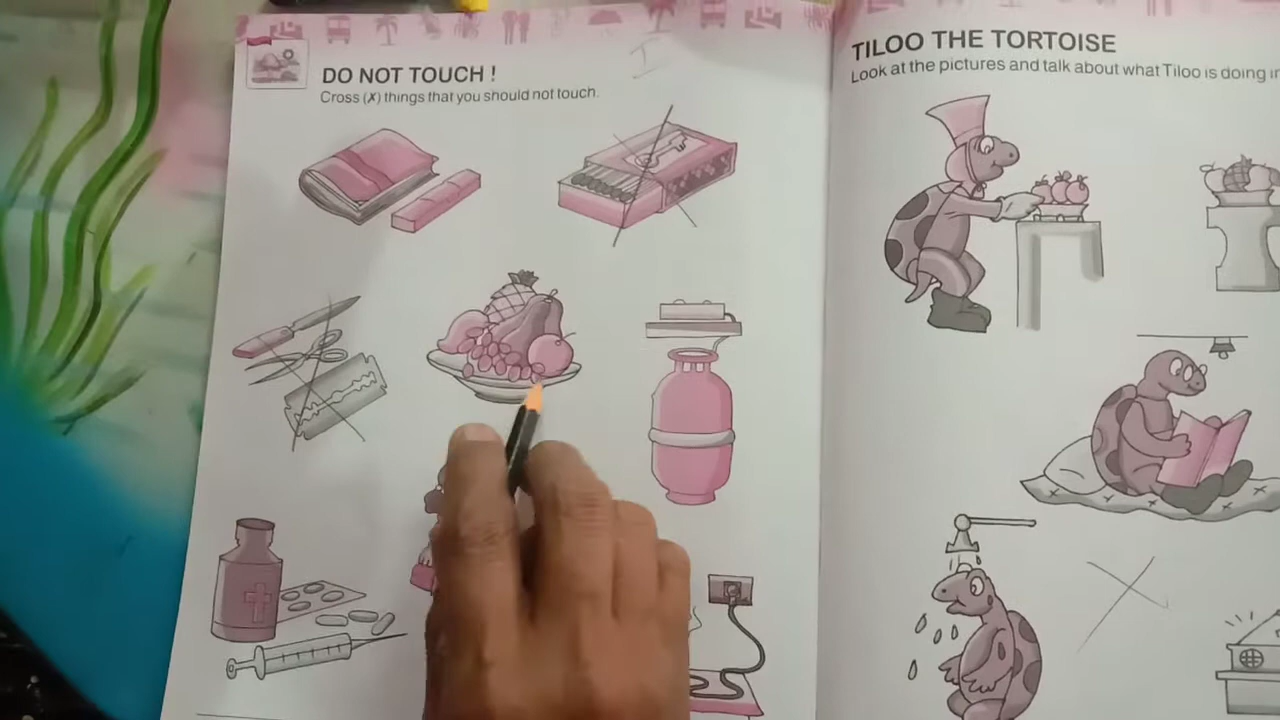 DO NOT TOUCH !
Cross (✗) things that you should not touch.
TILOO THE TORTOISE
Look at the pictures and talk about what Tiloo is doing in